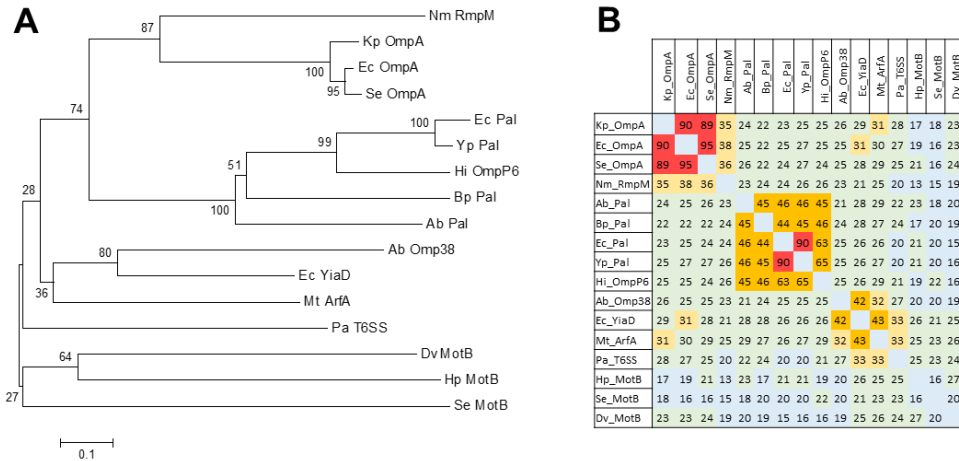 A
Nm RmpM
87
Kp OmpA
Ec OmpA
100
95
Se OmpA
74
Ec Pal
100
Yp Pal
99
Hi OmpP6
51
Bp Pal
28
100
Ab Pal
Ab Omp38
80
Ec YiaD
36
Mt ArfA
Pa T6SS
64
Dv MotB
Hp MotB
27
Se MotB
0.1
B
Kp_OmpA Ec_OmpA Se_OmpA Nm_RmpM Ab_Pal Bp_Pal Ec_Pal Yp_Pal Hi_OmpP6 Ab_Omp38 Ec_YiaD Mt_ArfA Pa_T6SS Hp_MotB Se_MotB Dv_MotB
Kp_OmpA 90 89 35 24 22 23 25 25 26 29 31 28 17 18 23
Ec_OmpA 90 95 38 25 22 25 27 25 25 31 30 27 19 16 23
Se_OmpA 89 95 36 26 22 24 27 24 25 28 29 25 21 16 24
Nm_RmpM 35 38 36 23 24 24 26 26 23 21 25 20 13 15 19
Ab_Pal 24 25 26 23 45 46 46 45 21 28 29 22 23 18 20
Bp_Pal 22 22 22 24 45 44 45 46 24 28 27 24 17 20 19
Ec_Pal 23 25 24 24 46 44 90 63 25 26 26 20 21 20 15
Yp_Pal 25 27 27 26 46 45 90 65 25 26 27 20 21 20 16
Hi_OmpP6 25 25 24 26 45 46 63 65 25 26 29 21 19 22 16
Ab_Omp38 26 25 25 23 21 24 25 25 25 42 32 27 20 20 19
Ec_YiaD 29 31 28 21 28 28 26 26 26 42 43 33 26 21 25
Mt_ArfA 31 30 29 25 29 27 26 27 29 32 43 33 25 23 26
Pa_T6SS 28 27 25 20 22 24 20 20 21 27 33 33 25 23 24
Hp_MotB 17 19 21 13 23 17 21 21 19 20 26 25 25 16 27
Se_MotB 18 16 16 15 18 20 20 20 22 20 21 23 23 16 20
Dv_MotB 23 23 24 19 20 19 15 16 16 19 25 26 24 27 20